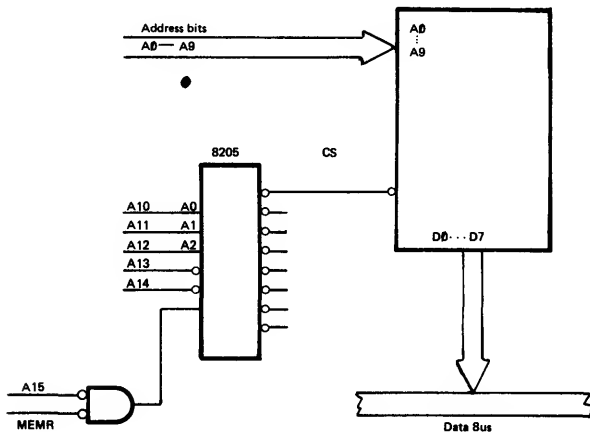 Address bits
A0 — A9
A0
⋮
A9
8205
CS
A10 A0
A11 A1
A12 A2
A13
A14
D0 · · · D7
A15
MEMR
Data Bus